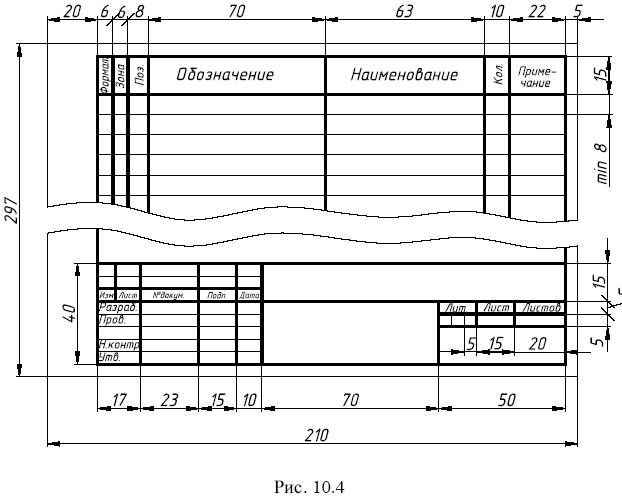 20 6 6 8 70 63 10 22 5
Формат Зона Поз. Обозначение Наименование Кол. Приме-
чание
15
min 8
297
40
Изм Лист №докум. Подп. Дата
Разраб.
Пров.
Н.контр
Утв.
Лит Лист Листов
5 15 20
15
5
5
17 23 15 10 70 50
210
Рис. 10.4